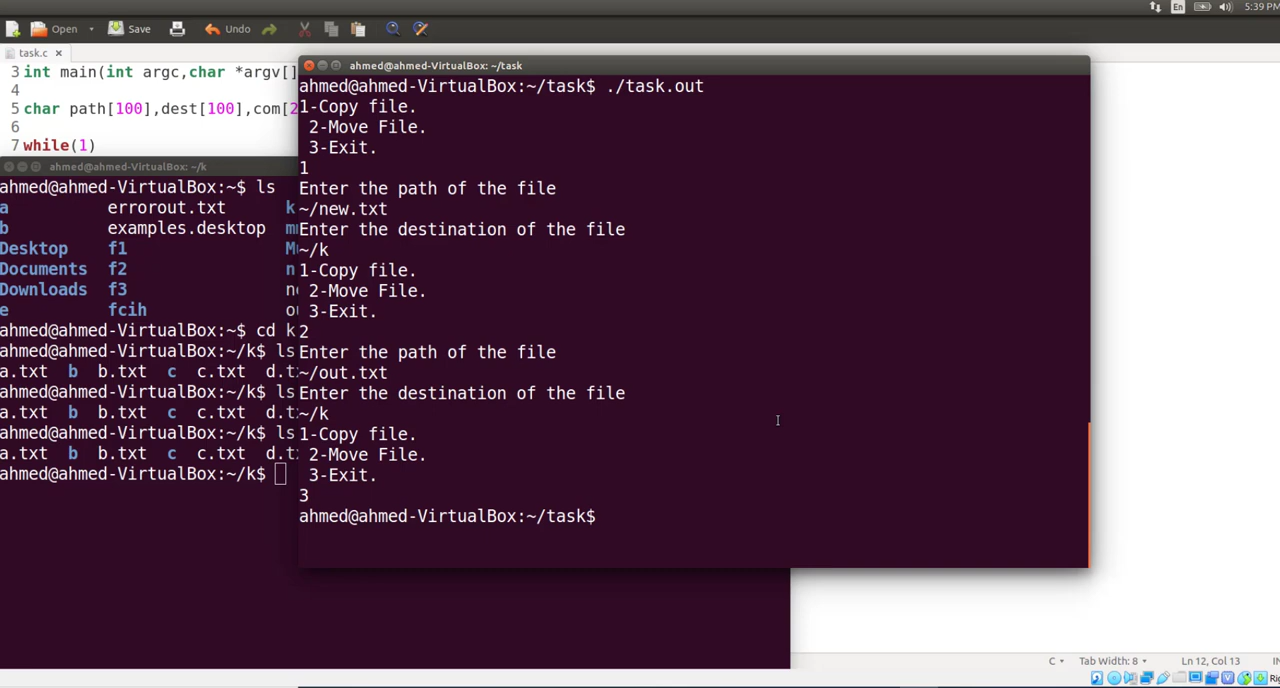 En 5:39 PM
Open Save Undo
task.c
3 int main(int argc,char *argv[]
4
5 char path[100],dest[100],com[2
6
7 while(1)
ahmed@ahmed-VirtualBox: ~/k
ahmed@ahmed-VirtualBox:~$ ls
a errorout.txt k
b examples.desktop
Desktop f1
Documents f2 n
Downloads f3
e fcih
ahmed@ahmed-VirtualBox:~$ cd k
ahmed@ahmed-VirtualBox:~/k$ ls
a.txt b b.txt c c.txt
ahmed@ahmed-VirtualBox:~/k$ ls
a.txt b b.txt c c.txt
ahmed@ahmed-VirtualBox:~/k$ ls
a.txt b b.txt c c.txt
ahmed@ahmed-VirtualBox:~/k$
ahmed@ahmed-VirtualBox: ~/task
ahmed@ahmed-VirtualBox:~/task$ ./task.out
1-Copy file.
2-Move File.
3-Exit.
1
Enter the path of the file
~/new.txt
Enter the destination of the file
~/k
1-Copy file.
2-Move File.
3-Exit.
2
Enter the path of the file
~/out.txt
Enter the destination of the file
~/k
1-Copy file.
2-Move File.
3-Exit.
3
ahmed@ahmed-VirtualBox:~/task$
C Tab Width: 8 Ln 12, Col 13